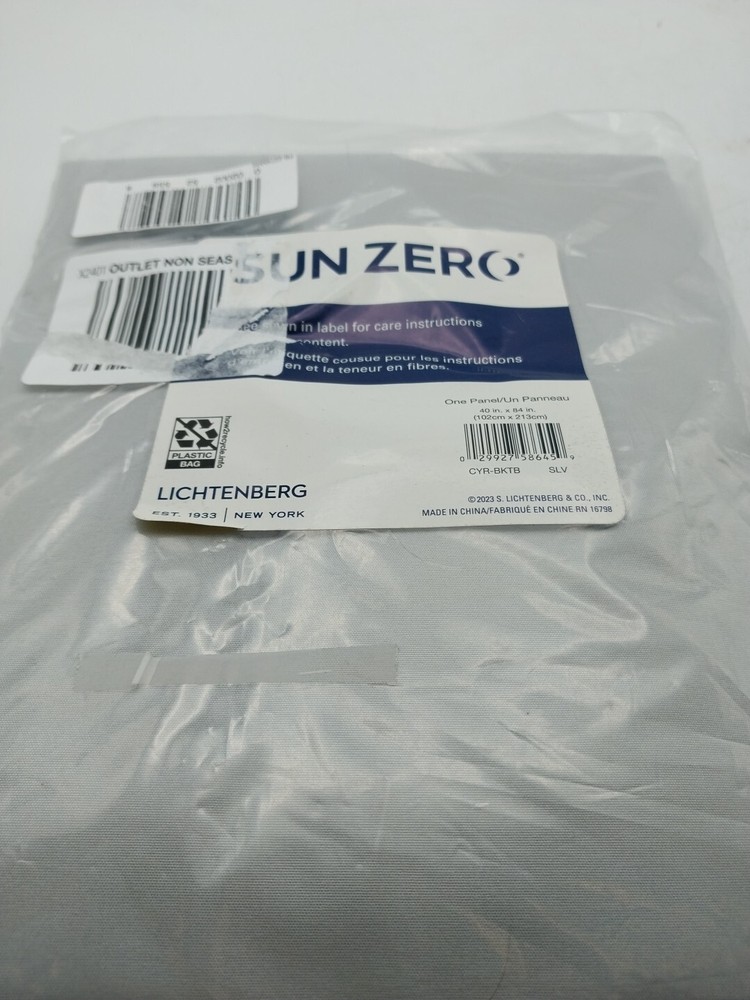 X2401 OUTLET NON SEAS
SUN ZERO®
in label for care instructions
content.
quette cousue pour les instructions
en et la teneur en fibres.
One Panel/Un Panneau
40 in. x 84 in.
(102cm x 213cm)
0 29927 58645 9
CYR-BKTB SLV
how2recycle.info
PLASTIC
BAG
LICHTENBERG
EST. 1933 | NEW YORK
©2023 S. LICHTENBERG & CO., INC.
MADE IN CHINA/FABRIQUÉ EN CHINE RN 16798